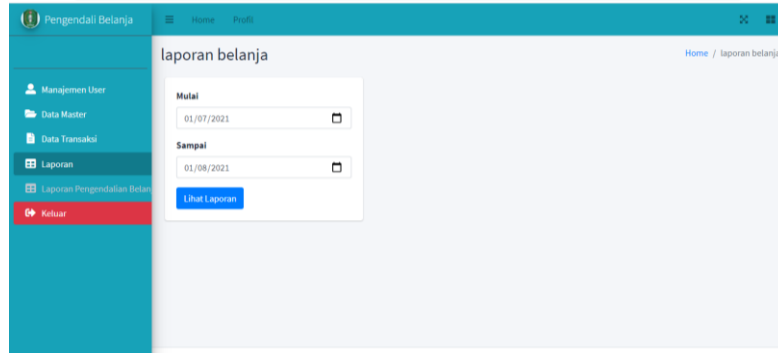 Pengendali Belanja
Home Profil
laporan belanja
Home / laporan belanja
Manajemen User
Data Master
Data Transaksi
Laporan
Laporan Pengendalian Belan
Keluar
Mulai
01/07/2021
Sampai
01/08/2021
Lihat Laporan